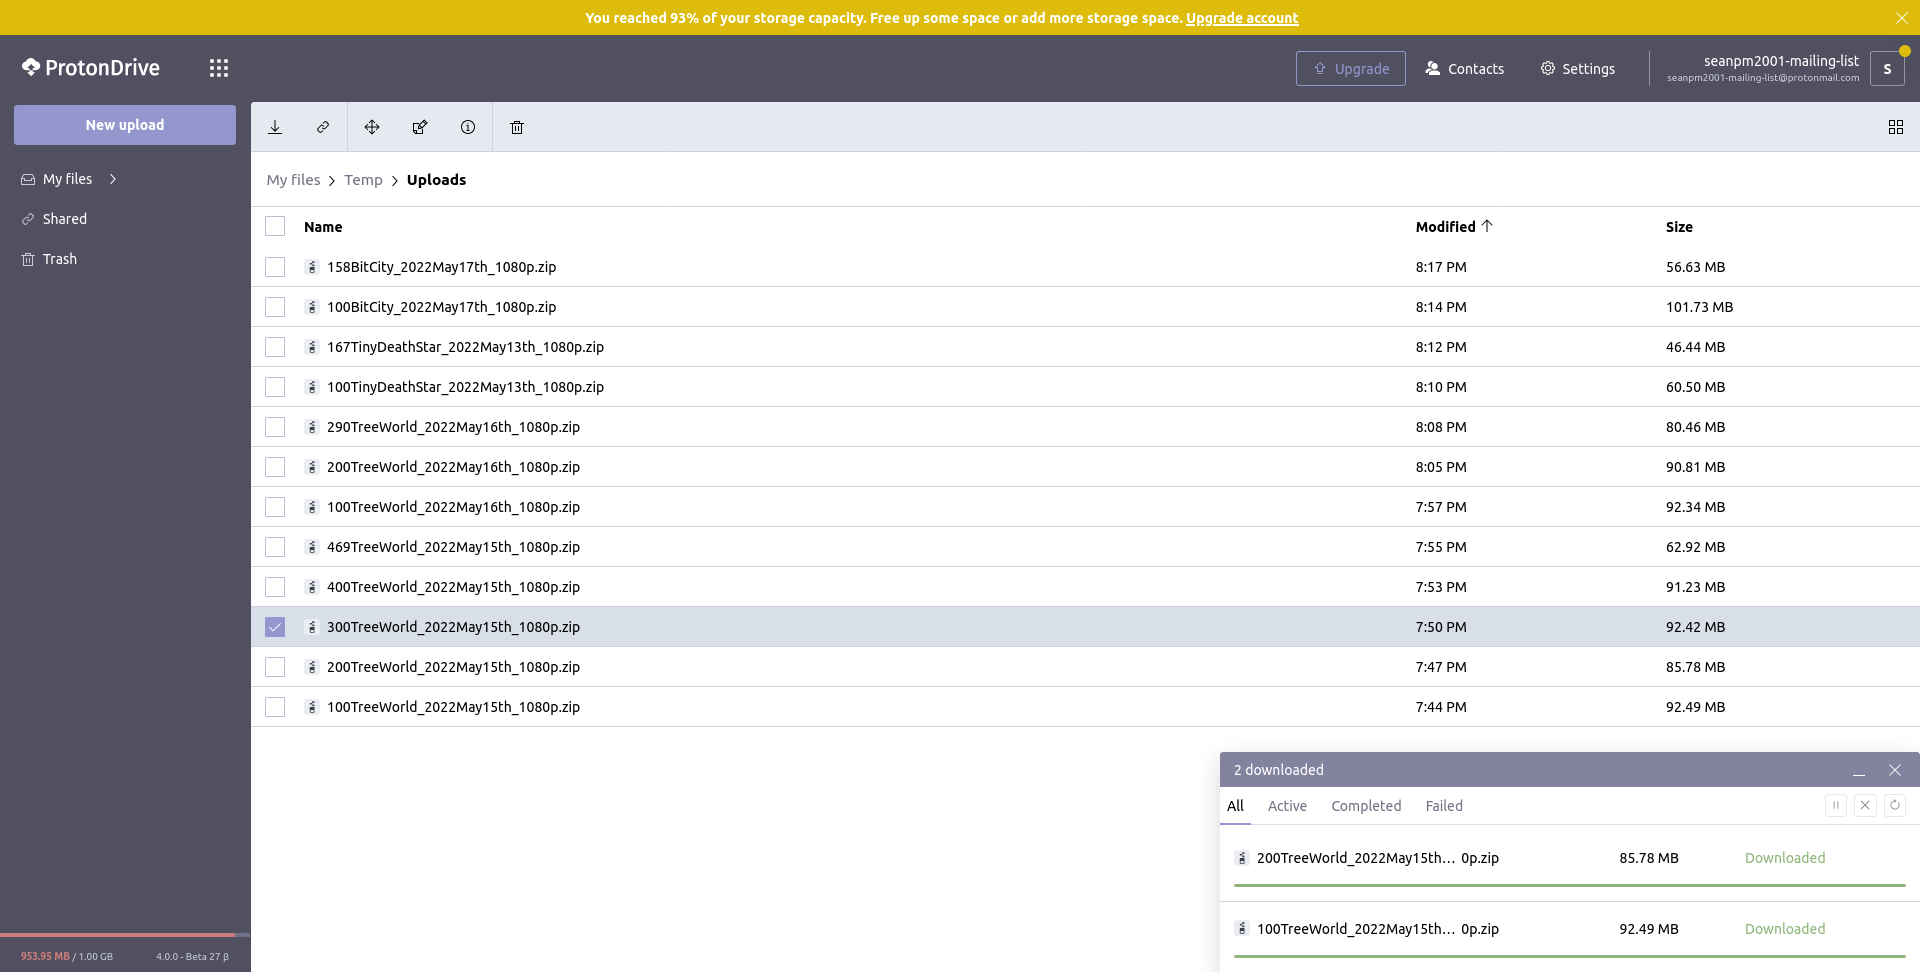 You reached 93% of your storage capacity. Free up some space or add more storage space. Upgrade account
ProtonDrive
Upgrade
Contacts
Settings
seanpm2001-mailing-list
seanpm2001-mailing-list@protonmail.com
S
New upload
My files
Shared
Trash
My files > Temp > Uploads
Name Modified Size
158BitCity_2022May17th_1080p.zip 8:17 PM 56.63 MB
100BitCity_2022May17th_1080p.zip 8:14 PM 101.73 MB
167TinyDeathStar_2022May13th_1080p.zip 8:12 PM 46.44 MB
100TinyDeathStar_2022May13th_1080p.zip 8:10 PM 60.50 MB
290TreeWorld_2022May16th_1080p.zip 8:08 PM 80.46 MB
200TreeWorld_2022May16th_1080p.zip 8:05 PM 90.81 MB
100TreeWorld_2022May16th_1080p.zip 7:57 PM 92.34 MB
469TreeWorld_2022May15th_1080p.zip 7:55 PM 62.92 MB
400TreeWorld_2022May15th_1080p.zip 7:53 PM 91.23 MB
300TreeWorld_2022May15th_1080p.zip 7:50 PM 92.42 MB
200TreeWorld_2022May15th_1080p.zip 7:47 PM 85.78 MB
100TreeWorld_2022May15th_1080p.zip 7:44 PM 92.49 MB
2 downloaded
All Active Completed Failed
200TreeWorld_2022May15th... 0p.zip 85.78 MB Downloaded
100TreeWorld_2022May15th... 0p.zip 92.49 MB Downloaded
953.95 MB / 1.00 GB 4.0.0 - Beta 27 β